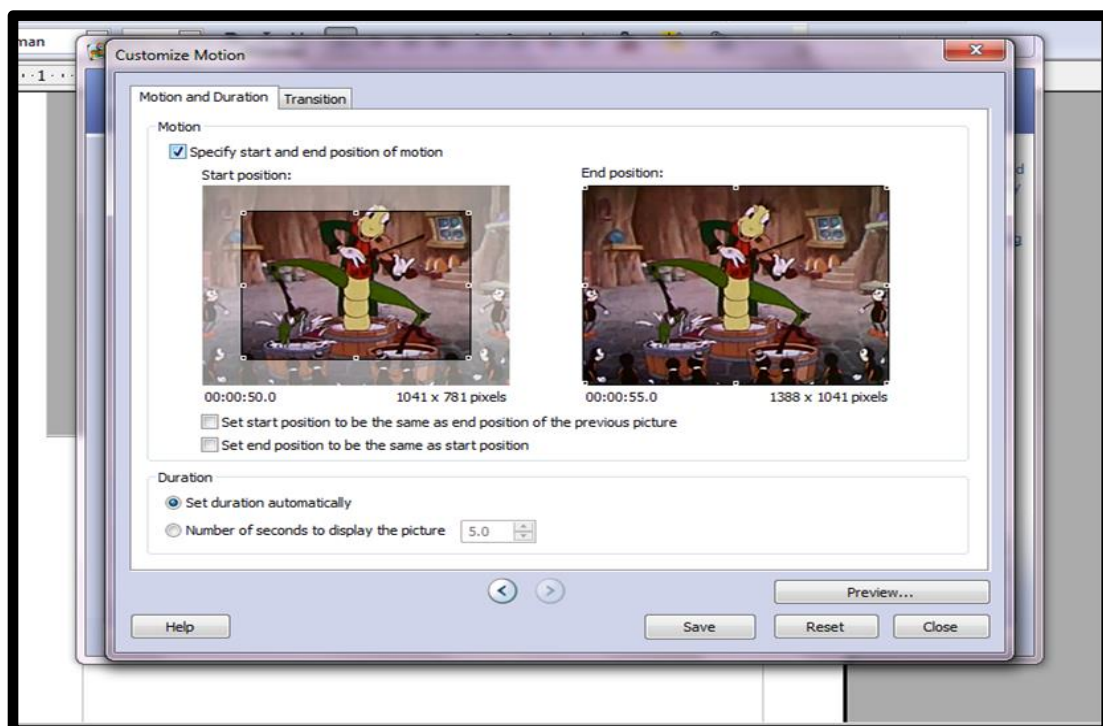 man
1
Customize Motion
Motion and Duration Transition
Motion
Specify start and end position of motion
Start position: End position:
00:00:50.0 1041 x 781 pixels 00:00:55.0 1388 x 1041 pixels
Set start position to be the same as end position of the previous picture
Set end position to be the same as start position
Duration
Set duration automatically
Number of seconds to display the picture 5.0
Preview...
Help Save Reset Close